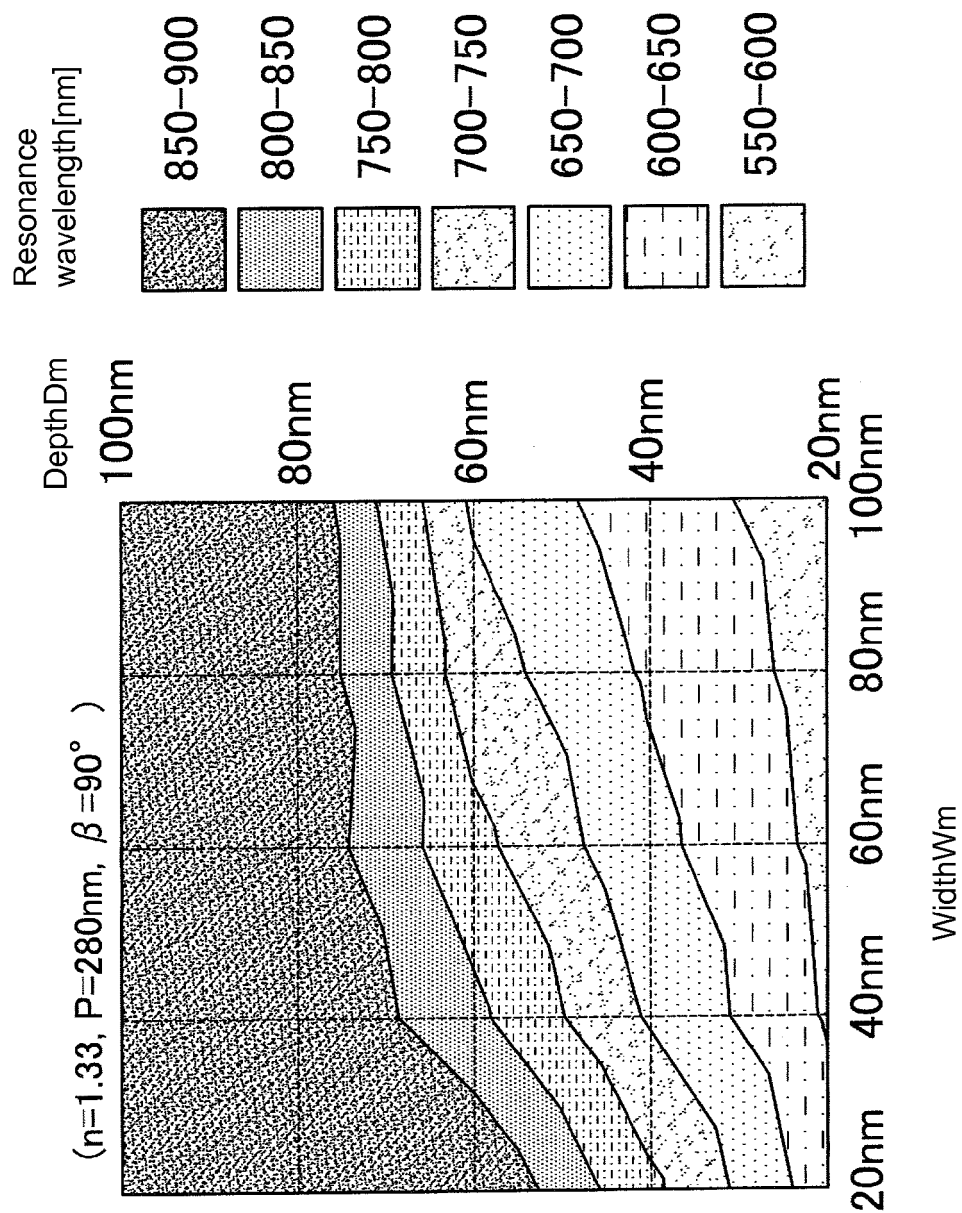 (n=1.33, P=280nm, β=90°)
DepthDm
100nm
80nm
60nm
40nm
20nm
20nm 40nm 60nm 80nm 100nm
WidthWm
Resonance
wavelength[nm]
850-900
800-850
750-800
700-750
650-700
600-650
550-600